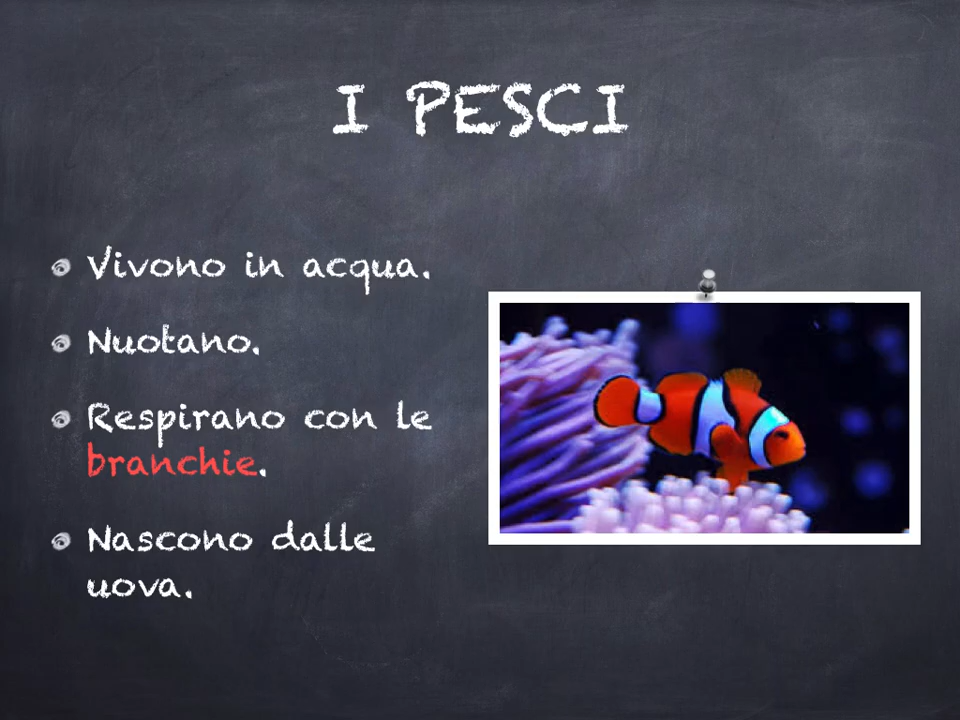 I PESCI
Vivono in acqua.
Nuotano.
Respirano con le
branchie.
Nascono dalle
uova.